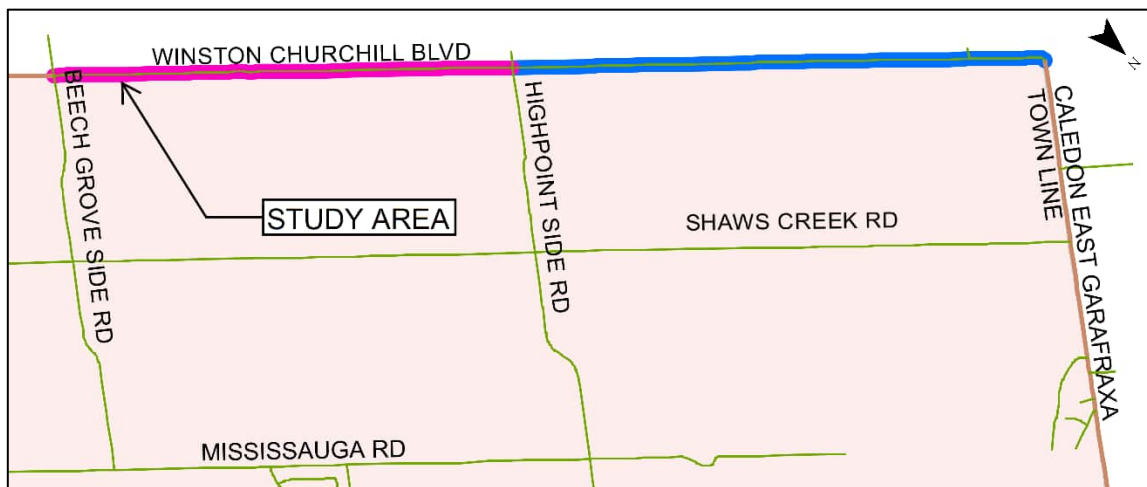 WINSTON CHURCHILL BLVD
BEECH GROVE SIDE RD
STUDY AREA
HIGHPOINT SIDE RD
SHAWS CREEK RD
CALEDON EAST GARAFRAXA
TOWN LINE
MISSISSAUGA RD
N